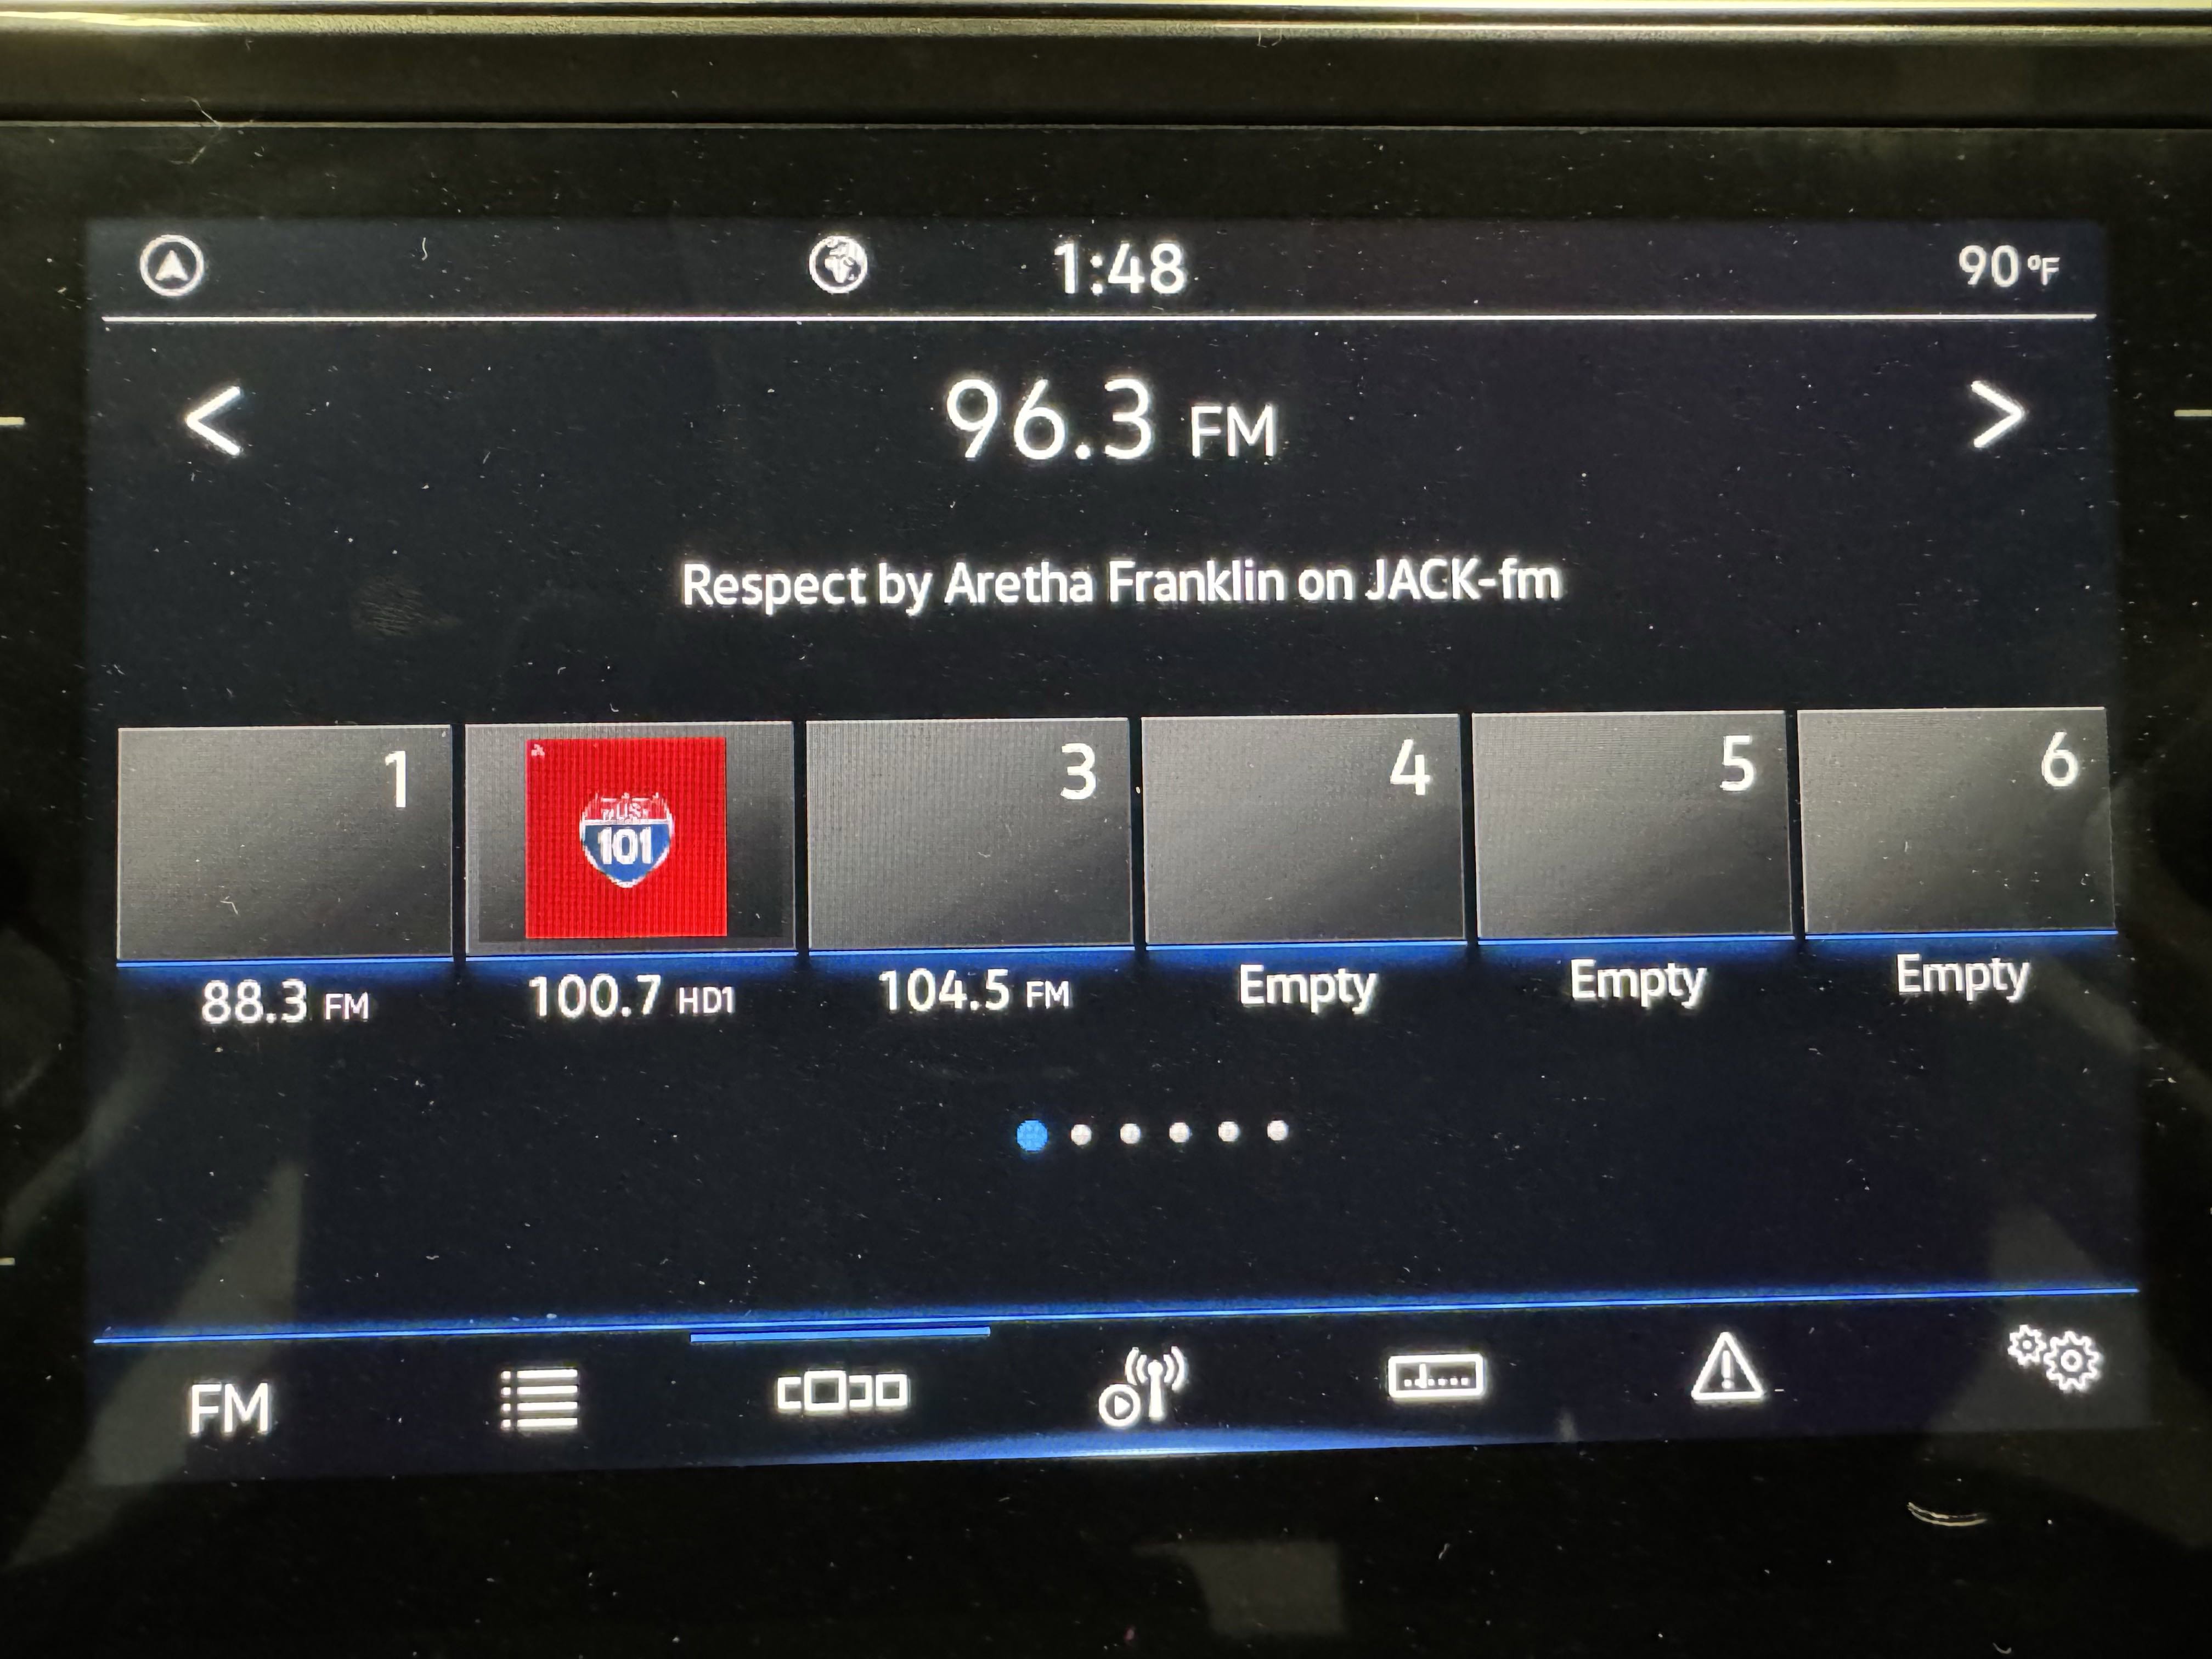 1:48 90°F
96.3 FM
Respect by Aretha Franklin on JACK-fm
1 101 3 4 5 6
88.3 FM 100.7 HD1 104.5 FM Empty Empty Empty
FM